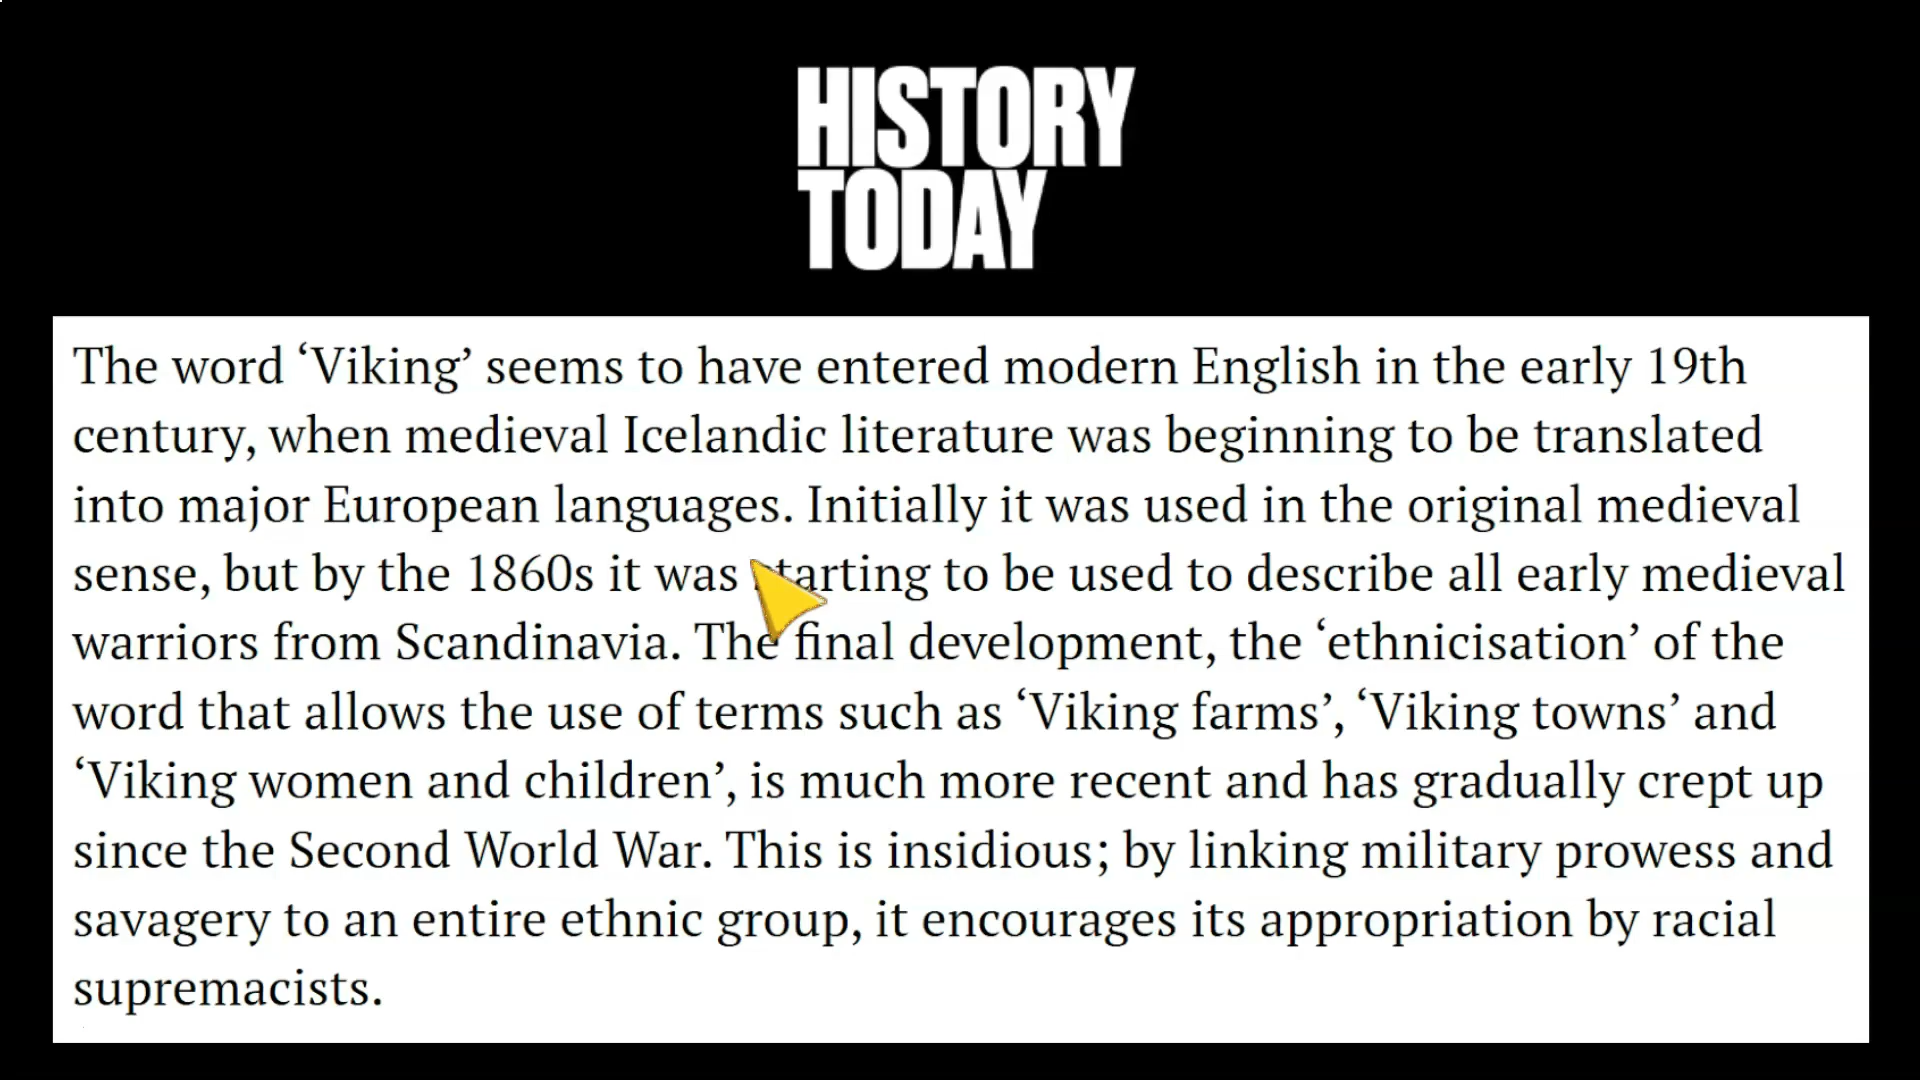 HISTORY
TODAY
The word ‘Viking’ seems to have entered modern English in the early 19th
century, when medieval Icelandic literature was beginning to be translated
into major European languages. Initially it was used in the original medieval
sense, but by the 1860s it was starting to be used to describe all early medieval
warriors from Scandinavia. The final development, the ‘ethnicisation’ of the
word that allows the use of terms such as ‘Viking farms’, ‘Viking towns’ and
‘Viking women and children’, is much more recent and has gradually crept up
since the Second World War. This is insidious; by linking military prowess and
savagery to an entire ethnic group, it encourages its appropriation by racial
supremacists.